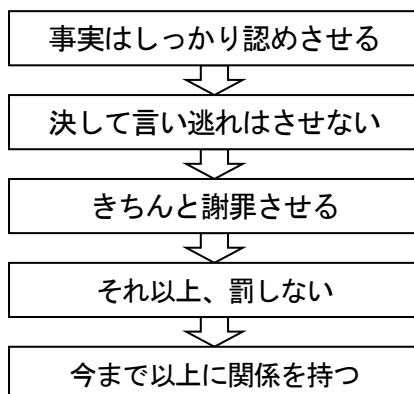 事実はしっかり認めさせる
決して言い逃れはさせない
きちんと謝罪させる
それ以上、罰しない
今まで以上に関係を持つ